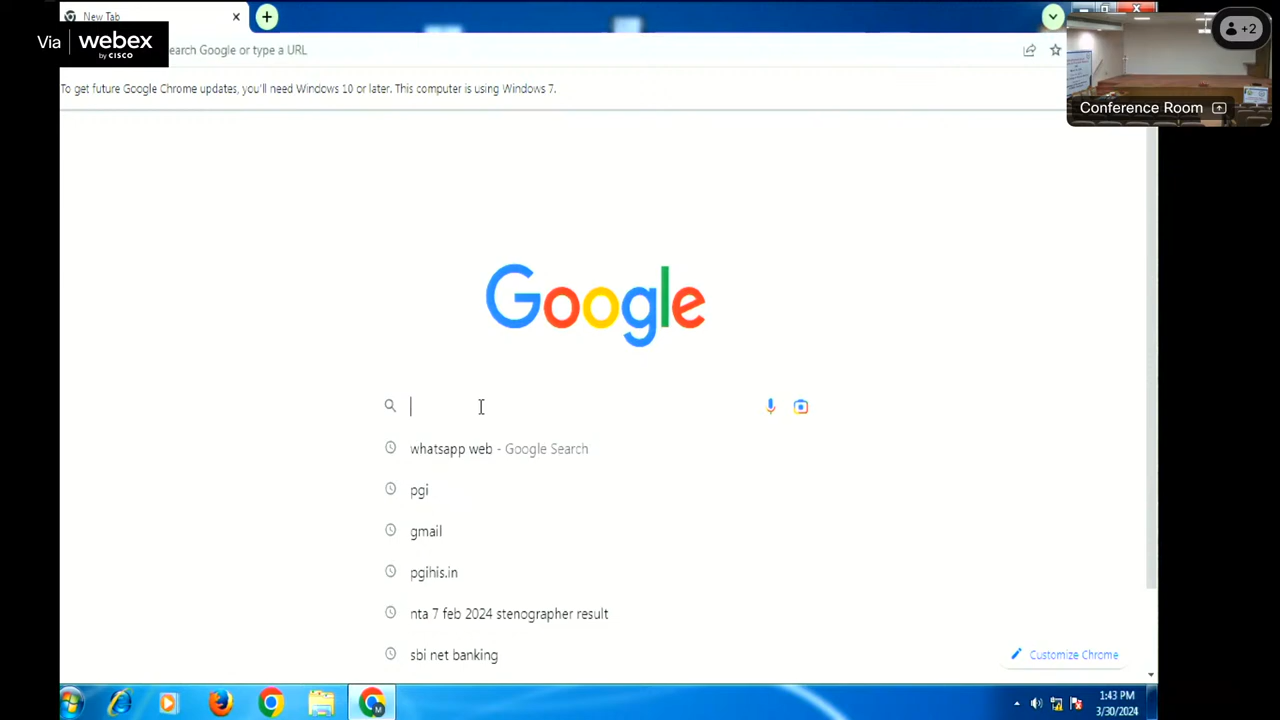 New Tab
Via webex
by CISCO
earch Google or type a URL
+2
To get future Google Chrome updates, you'll need Windows 10 or later. This computer is using Windows 7.
Conference Room
Google
whatsapp web - Google Search
pgi
gmail
pgihis.in
nta 7 feb 2024 stenographer result
sbi net banking
Customize Chrome
1:43 PM
3/30/2024